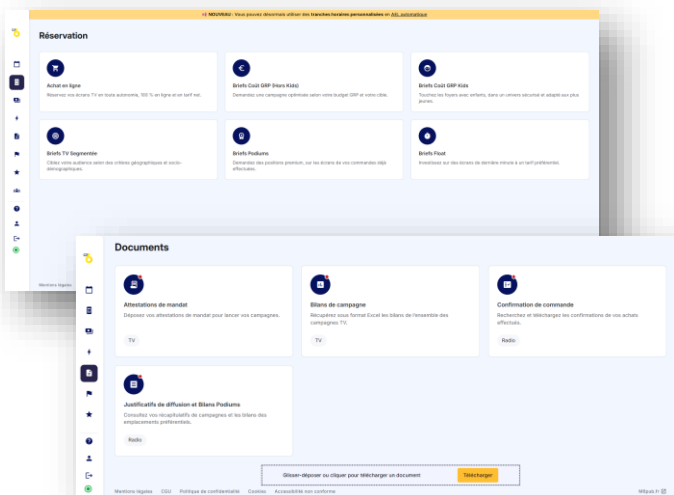 NOUVEAU : Vous pouvez désormais utiliser des tranches horaires personnalisées en ASL automatique
Réservation
Achat en ligne
Réservez vos écrans TV en toute autonomie, 100 % en ligne et en tarif net.
Briefs Coût GRP (Hors Kids)
Demandez une campagne optimisée selon votre budget GRP et votre cible.
Briefs Coût GRP Kids
Touchez les foyers avec enfants, dans un univers sécurisé et adapté aux plus
jeunes.
Briefs TV Segmentée
Ciblez votre audience selon des critères géographiques et socio-
démographiques.
Briefs Podiums
Demandez des positions premium, sur les écrans de vos commandes déjà
effectuées.
Briefs Float
Investissez sur des écrans de dernière minute à un tarif préférentiel.
Mentions légales
Documents
Attestations de mandat
Déposez vos attestations de mandat pour lancer vos campagnes.
TV
Bilans de campagne
Récupérez sous format Excel les bilans de l'ensemble des
campagnes TV.
TV
Confirmation de commande
Recherchez et téléchargez les confirmations de vos achats
effectués.
Radio
Justificatifs de diffusion et Bilans Podiums
Consultez vos récapitulatifs de campagnes et les bilans des
emplacements préférentiels.
Radio
Glisser-déposer ou cliquer pour télécharger un document
Télécharger
Mentions légales CGU Politique de confidentialité Cookies Accessibilité non conforme
M6pub.fr